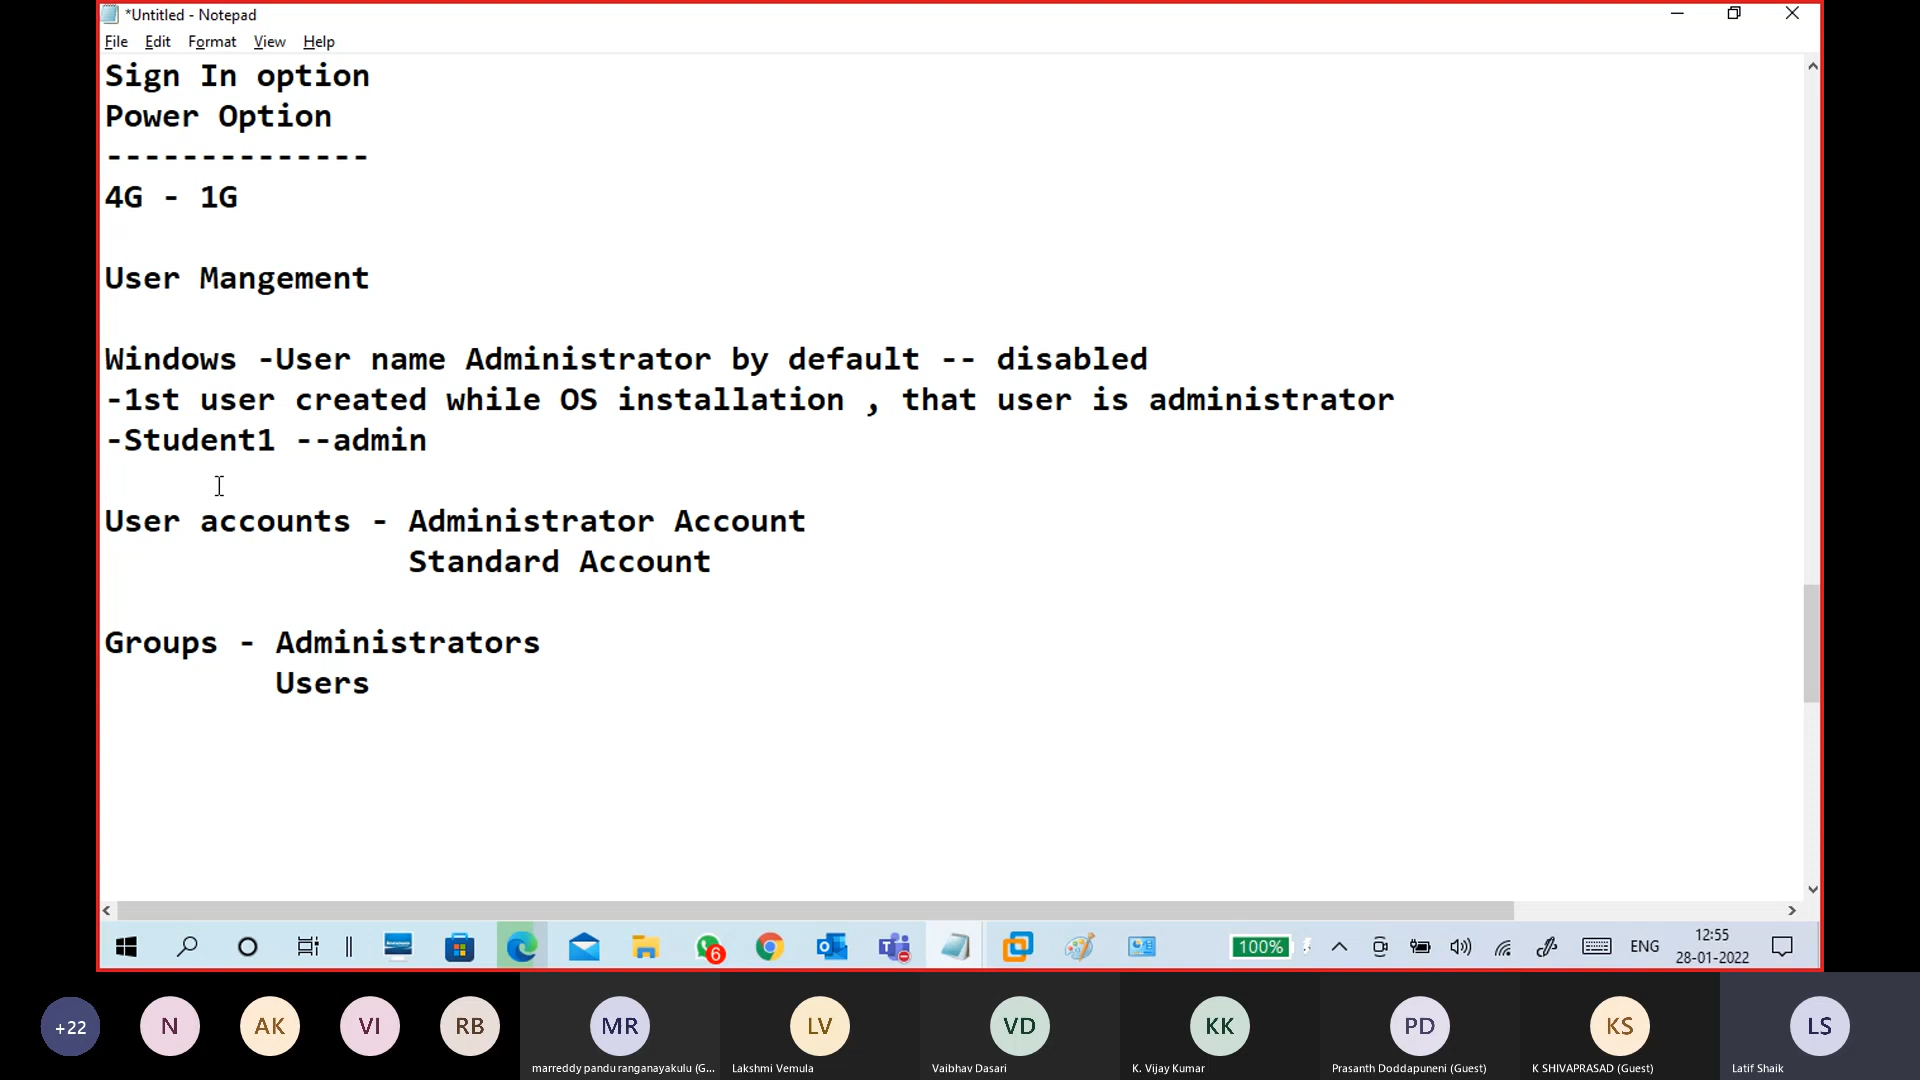 *Untitled - Notepad
File Edit Format View Help
Sign In option
Power Option
--------------
4G - 1G
User Mangement
Windows -User name Administrator by default -- disabled
-1st user created while OS installation , that user is administrator
-Student1 --admin
User accounts - Administrator Account
Standard Account
Groups - Administrators
Users
6
100%
ENG
12:55
28-01-2022
+22
N
AK
VI
RB
MR
LV
VD
KK
PD
KS
LS
marreddy pandu ranganayakulu (G...
Lakshmi Vemula
Vaibhav Dasari
K. Vijay Kumar
Prasanth Doddapuneni (Guest)
K SHIVAPRASAD (Guest)
Latif Shaik